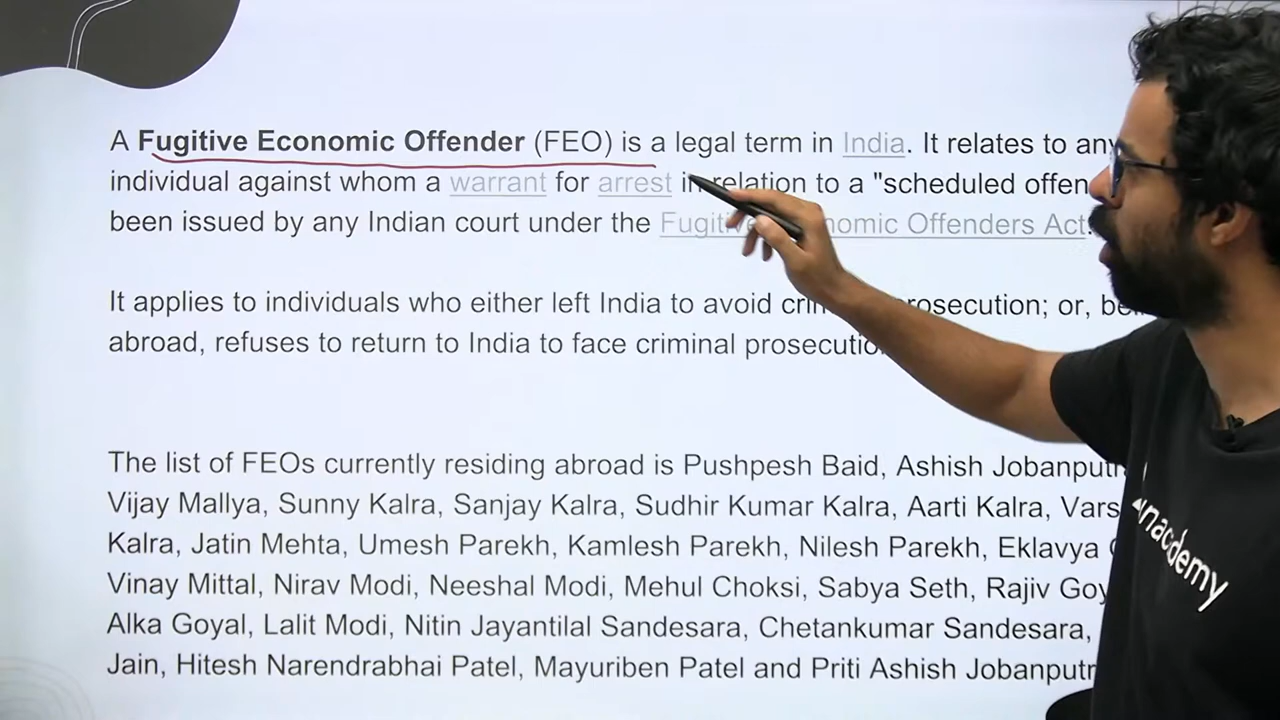 A Fugitive Economic Offender (FEO) is a legal term in India. It relates to any
individual against whom a warrant for arrest in relation to a "scheduled offen
been issued by any Indian court under the Fugitive Economic Offenders Act.
It applies to individuals who either left India to avoid prosecution; or,
abroad, refuses to return to India to face criminal prosecution
The list of FEOs currently residing abroad is Pushpesh Baid, Ashish Jobanput
Vijay Mallya, Sunny Kalra, Sanjay Kalra, Sudhir Kumar Kalra, Aarti Kalra, Vars
Kalra, Jatin Mehta, Umesh Parekh, Kamlesh Parekh, Nilesh Parekh, Eklavya
Vinay Mittal, Nirav Modi, Neeshal Modi, Mehul Choksi, Sabya Seth, Rajiv Goy
Alka Goyal, Lalit Modi, Nitin Jayantilal Sandesara, Chetankumar Sandesara,
Jain, Hitesh Narendrabhai Patel, Mayuriben Patel and Priti Ashish Jobanputr
unacademy